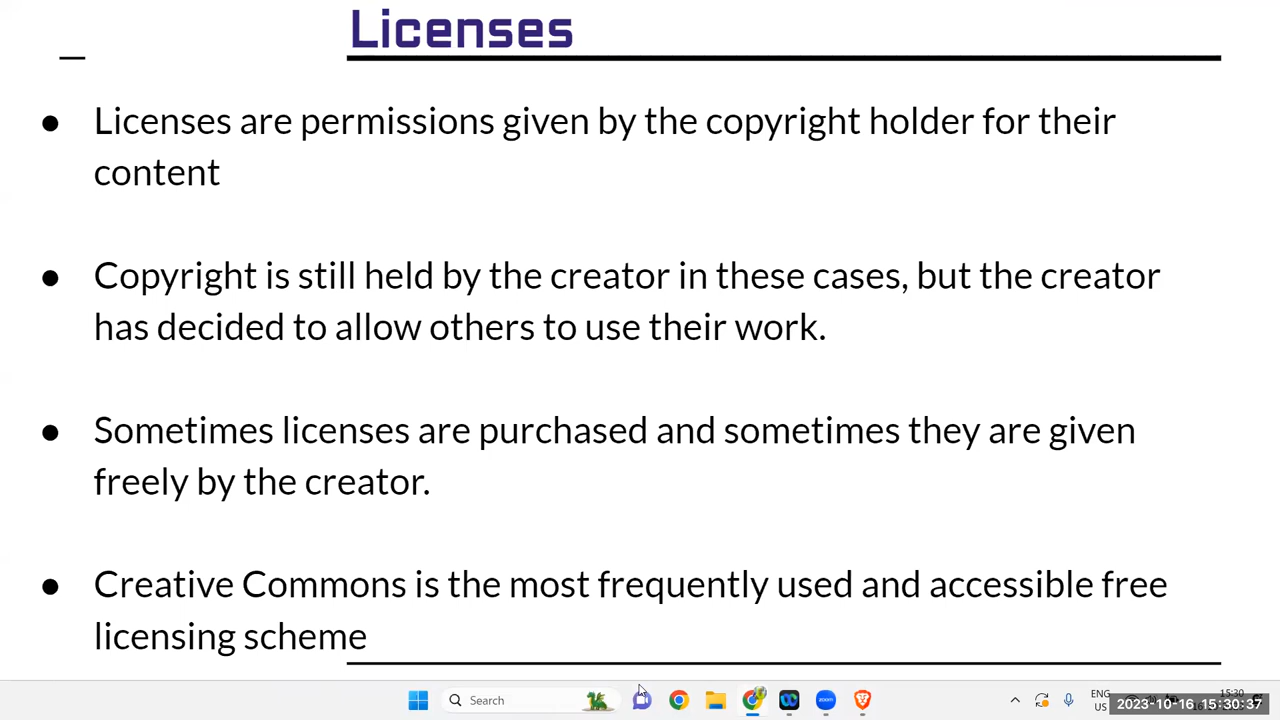 Licenses
● Licenses are permissions given by the copyright holder for their
content
● Copyright is still held by the creator in these cases, but the creator
has decided to allow others to use their work.
● Sometimes licenses are purchased and sometimes they are given
freely by the creator.
● Creative Commons is the most frequently used and accessible free
licensing scheme
Search
ENG
US
15:30
2023-10-16 15:30:37